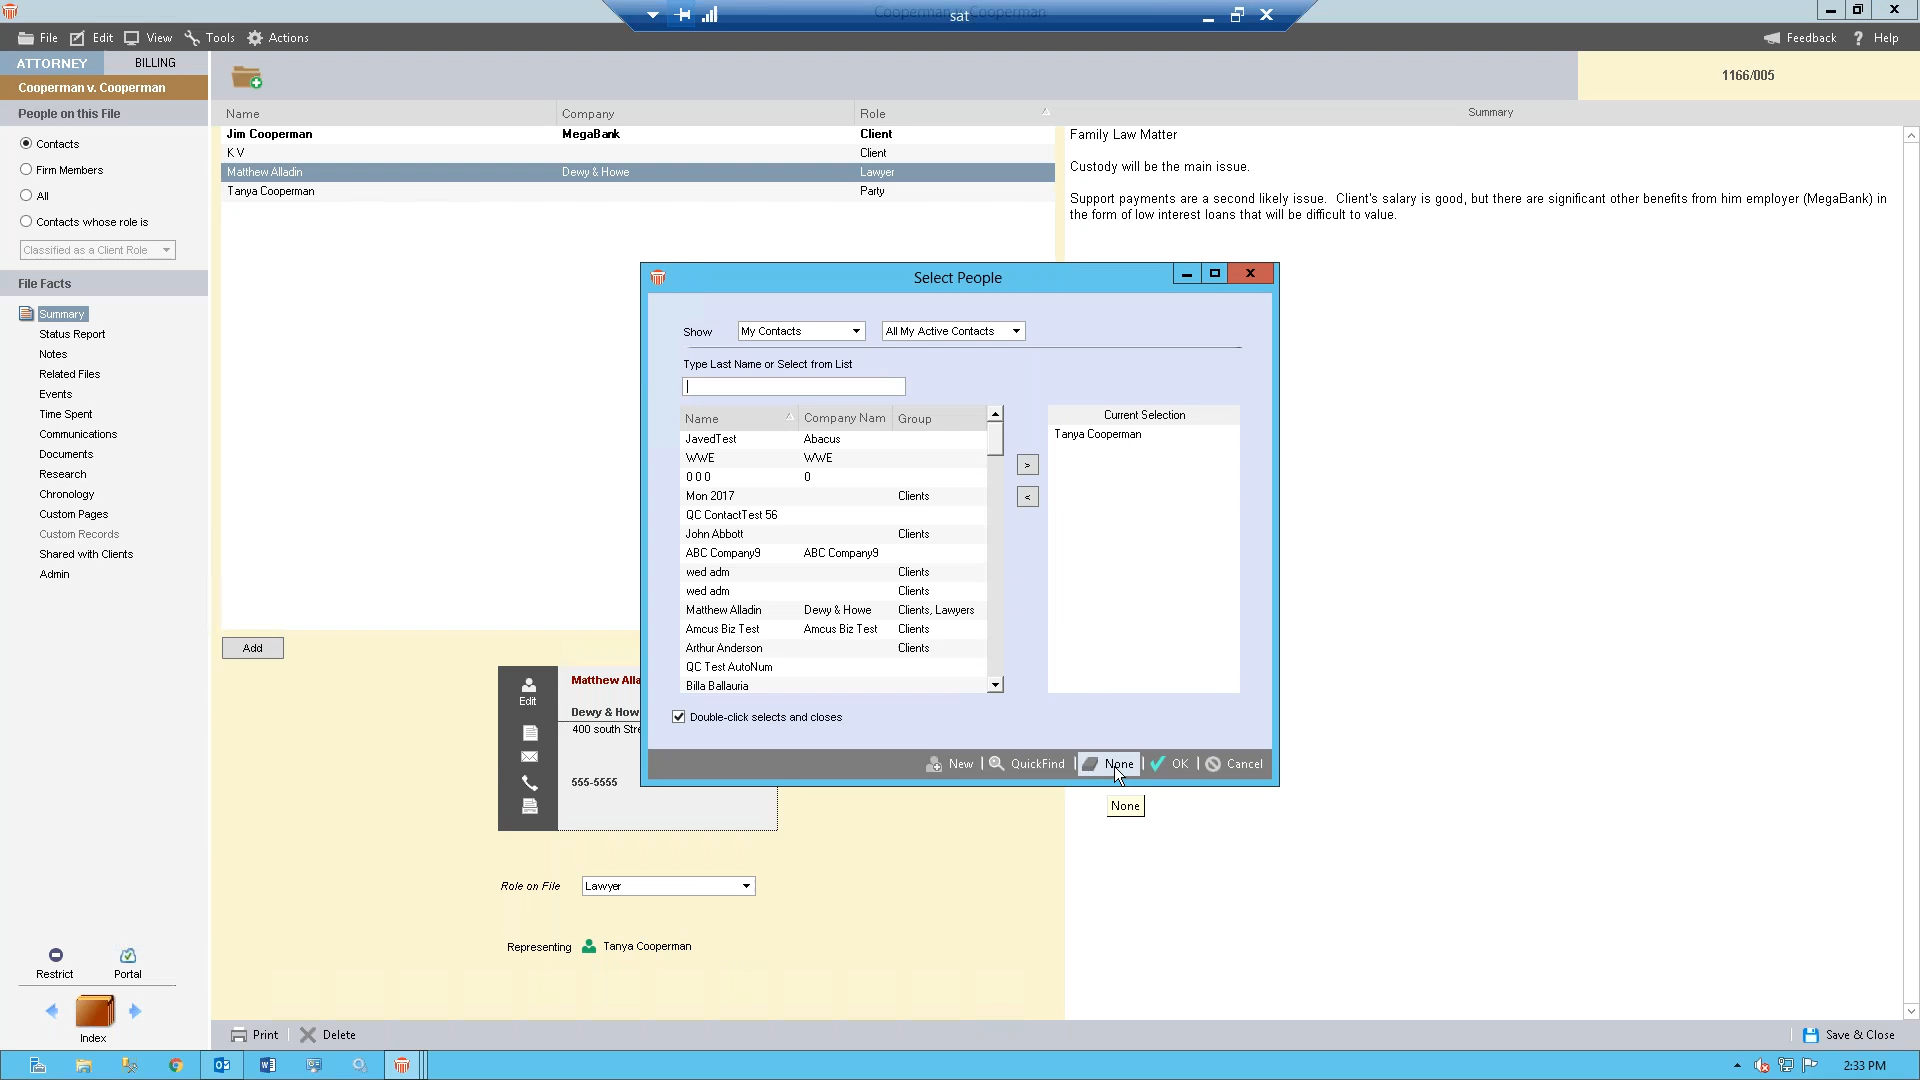 Cooperman v. Cooperman
sat
File
Edit
View
Tools
Actions
Feedback
Help
ATTORNEY
BILLING
1166/005
Cooperman v. Cooperman
People on this File
Name
Company
Role
Summary
Contacts
Firm Members
All
Contacts whose role is
Classified as a Client Role
Jim Cooperman
MegaBank
Client
K V
Client
Matthew Alladin
Dewy & Howe
Lawyer
Tanya Cooperman
Party
Family Law Matter
Custody will be the main issue.
Support payments are a second likely issue. Client's salary is good, but there are significant other benefits from him employer (MegaBank) in
the form of low interest loans that will be difficult to value.
File Facts
Summary
Status Report
Notes
Related Files
Events
Time Spent
Communications
Documents
Research
Chronology
Custom Pages
Custom Records
Shared with Clients
Admin
Select People
Show
My Contacts
All My Active Contacts
Type Last Name or Select from List
Name
Company Nam
Group
Current Selection
JavedTest
Abacus
Tanya Cooperman
WWE
WWE
0 0 0
0
>
Mon 2017
Clients
<
QC ContactTest 56
John Abbott
Clients
ABC Company9
ABC Company9
wed adm
Clients
wed adm
Clients
Matthew Alladin
Dewy & Howe
Clients, Lawyers
Amcus Biz Test
Amcus Biz Test
Clients
Arthur Anderson
Clients
QC Test AutoNum
Billa Ballauria
Double-click selects and closes
New
QuickFind
None
OK
Cancel
None
Add
Edit
Matthew Alla
Dewy & How
400 south Stre
555-5555
Role on File
Lawyer
Representing
Tanya Cooperman
Restrict
Portal
Index
Print
Delete
Save & Close
2:33 PM